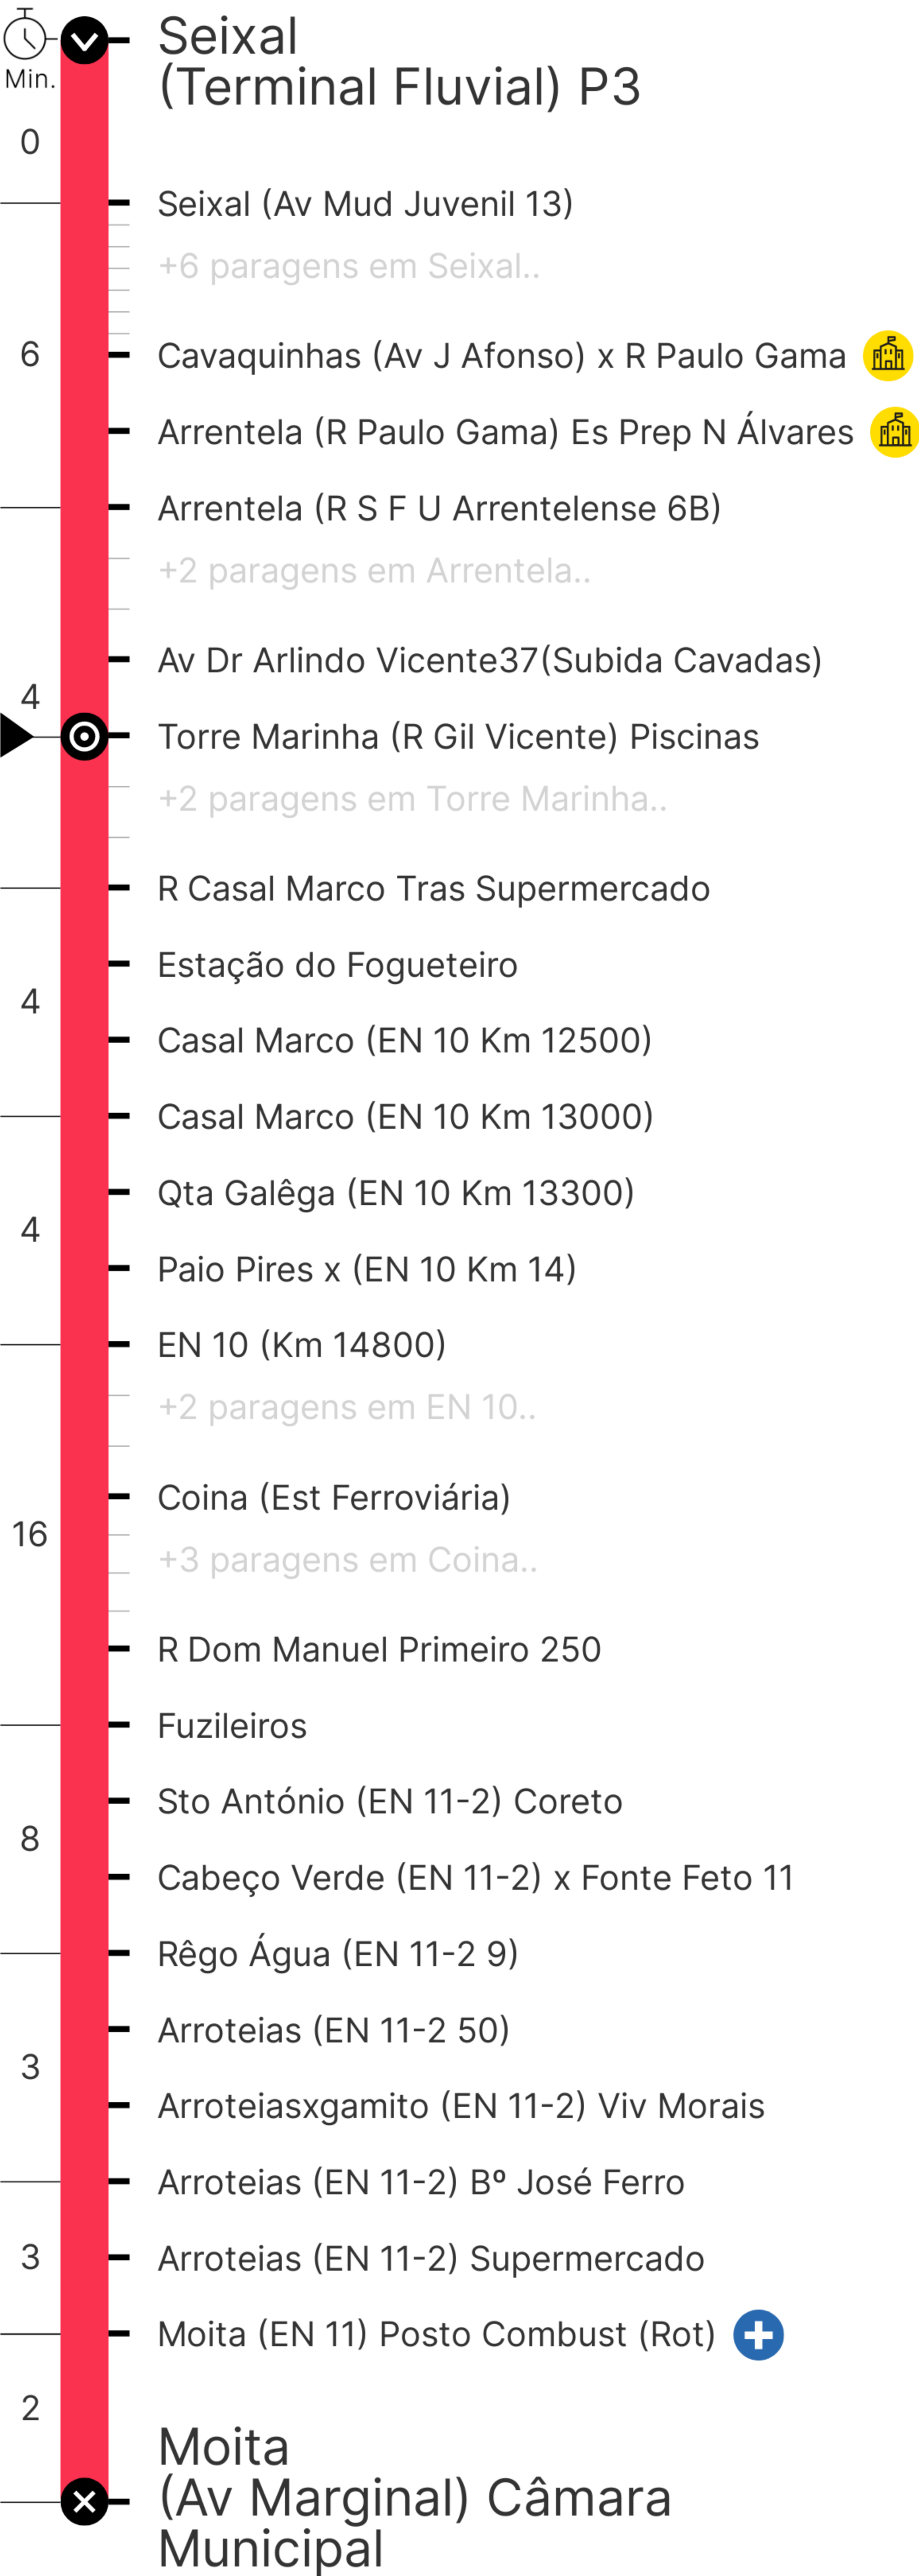 Seixal
(Terminal Fluvial) P3
Min.
0
Seixal (Av Mud Juvenil 13)
+6 paragens em Seixal..
6
Cavaquinhas (Av J Afonso) x R Paulo Gama
Arrentela (R Paulo Gama) Es Prep N Álvares
Arrentela (R S F U Arrentelense 6B)
+2 paragens em Arrentela..
Av Dr Arlindo Vicente37(Subida Cavadas)
4
Torre Marinha (R Gil Vicente) Piscinas
+2 paragens em Torre Marinha..
R Casal Marco Tras Supermercado
Estação do Fogueteiro
4
Casal Marco (EN 10 Km 12500)
Casal Marco (EN 10 Km 13000)
Qta Galêga (EN 10 Km 13300)
4
Paio Pires x (EN 10 Km 14)
EN 10 (Km 14800)
+2 paragens em EN 10..
Coina (Est Ferroviária)
16
+3 paragens em Coina..
R Dom Manuel Primeiro 250
Fuzileiros
Sto António (EN 11-2) Coreto
8
Cabeço Verde (EN 11-2) x Fonte Feto 11
Rêgo Água (EN 11-2 9)
Arroteias (EN 11-2 50)
3
Arroteiasxgamito (EN 11-2) Viv Morais
Arroteias (EN 11-2) Bº José Ferro
3
Arroteias (EN 11-2) Supermercado
Moita (EN 11) Posto Combust (Rot)
2
Moita
(Av Marginal) Câmara
Municipal